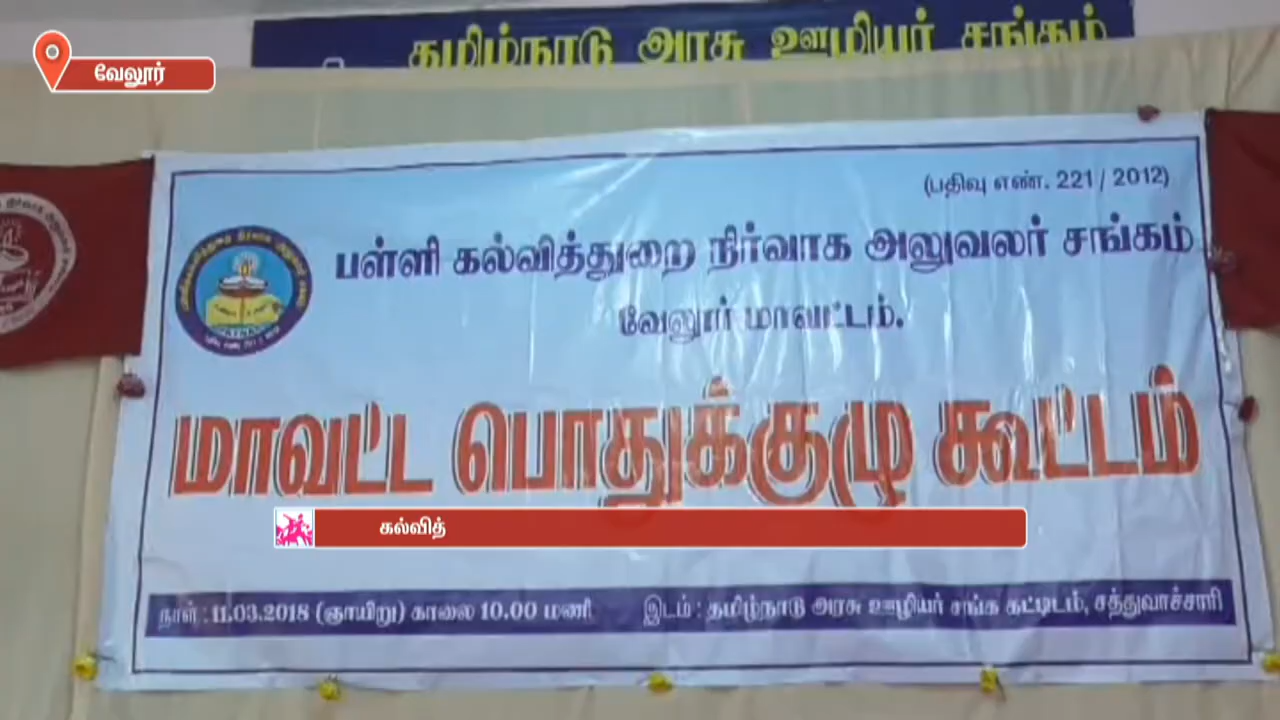 தமிழ்நாடு அரசு ஊழியர் சங்கம்
வேலூர்
(பதிவு எண். 221 / 2012)
பள்ளி கல்வித்துறை நிர்வாக அலுவலர் சங்கம்
வேலூர் மாவட்டம்.
மாவட்ட பொதுக்குழு கூட்டம்
கல்வித்
நாள் : 11.03.2018 (ஞாயிறு) காலை 10.00 மணி இடம் : தமிழ்நாடு அரசு ஊழியர் சங்க கட்டிடம், சத்துவாச்சாரி